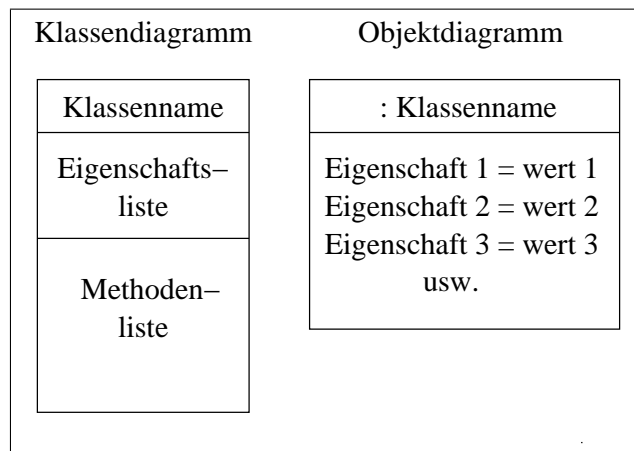 Klassendiagramm
Klassenname
Eigenschafts–
liste
Methoden–
liste
Objektdiagramm
: Klassenname
Eigenschaft 1 = wert 1
Eigenschaft 2 = wert 2
Eigenschaft 3 = wert 3
usw.